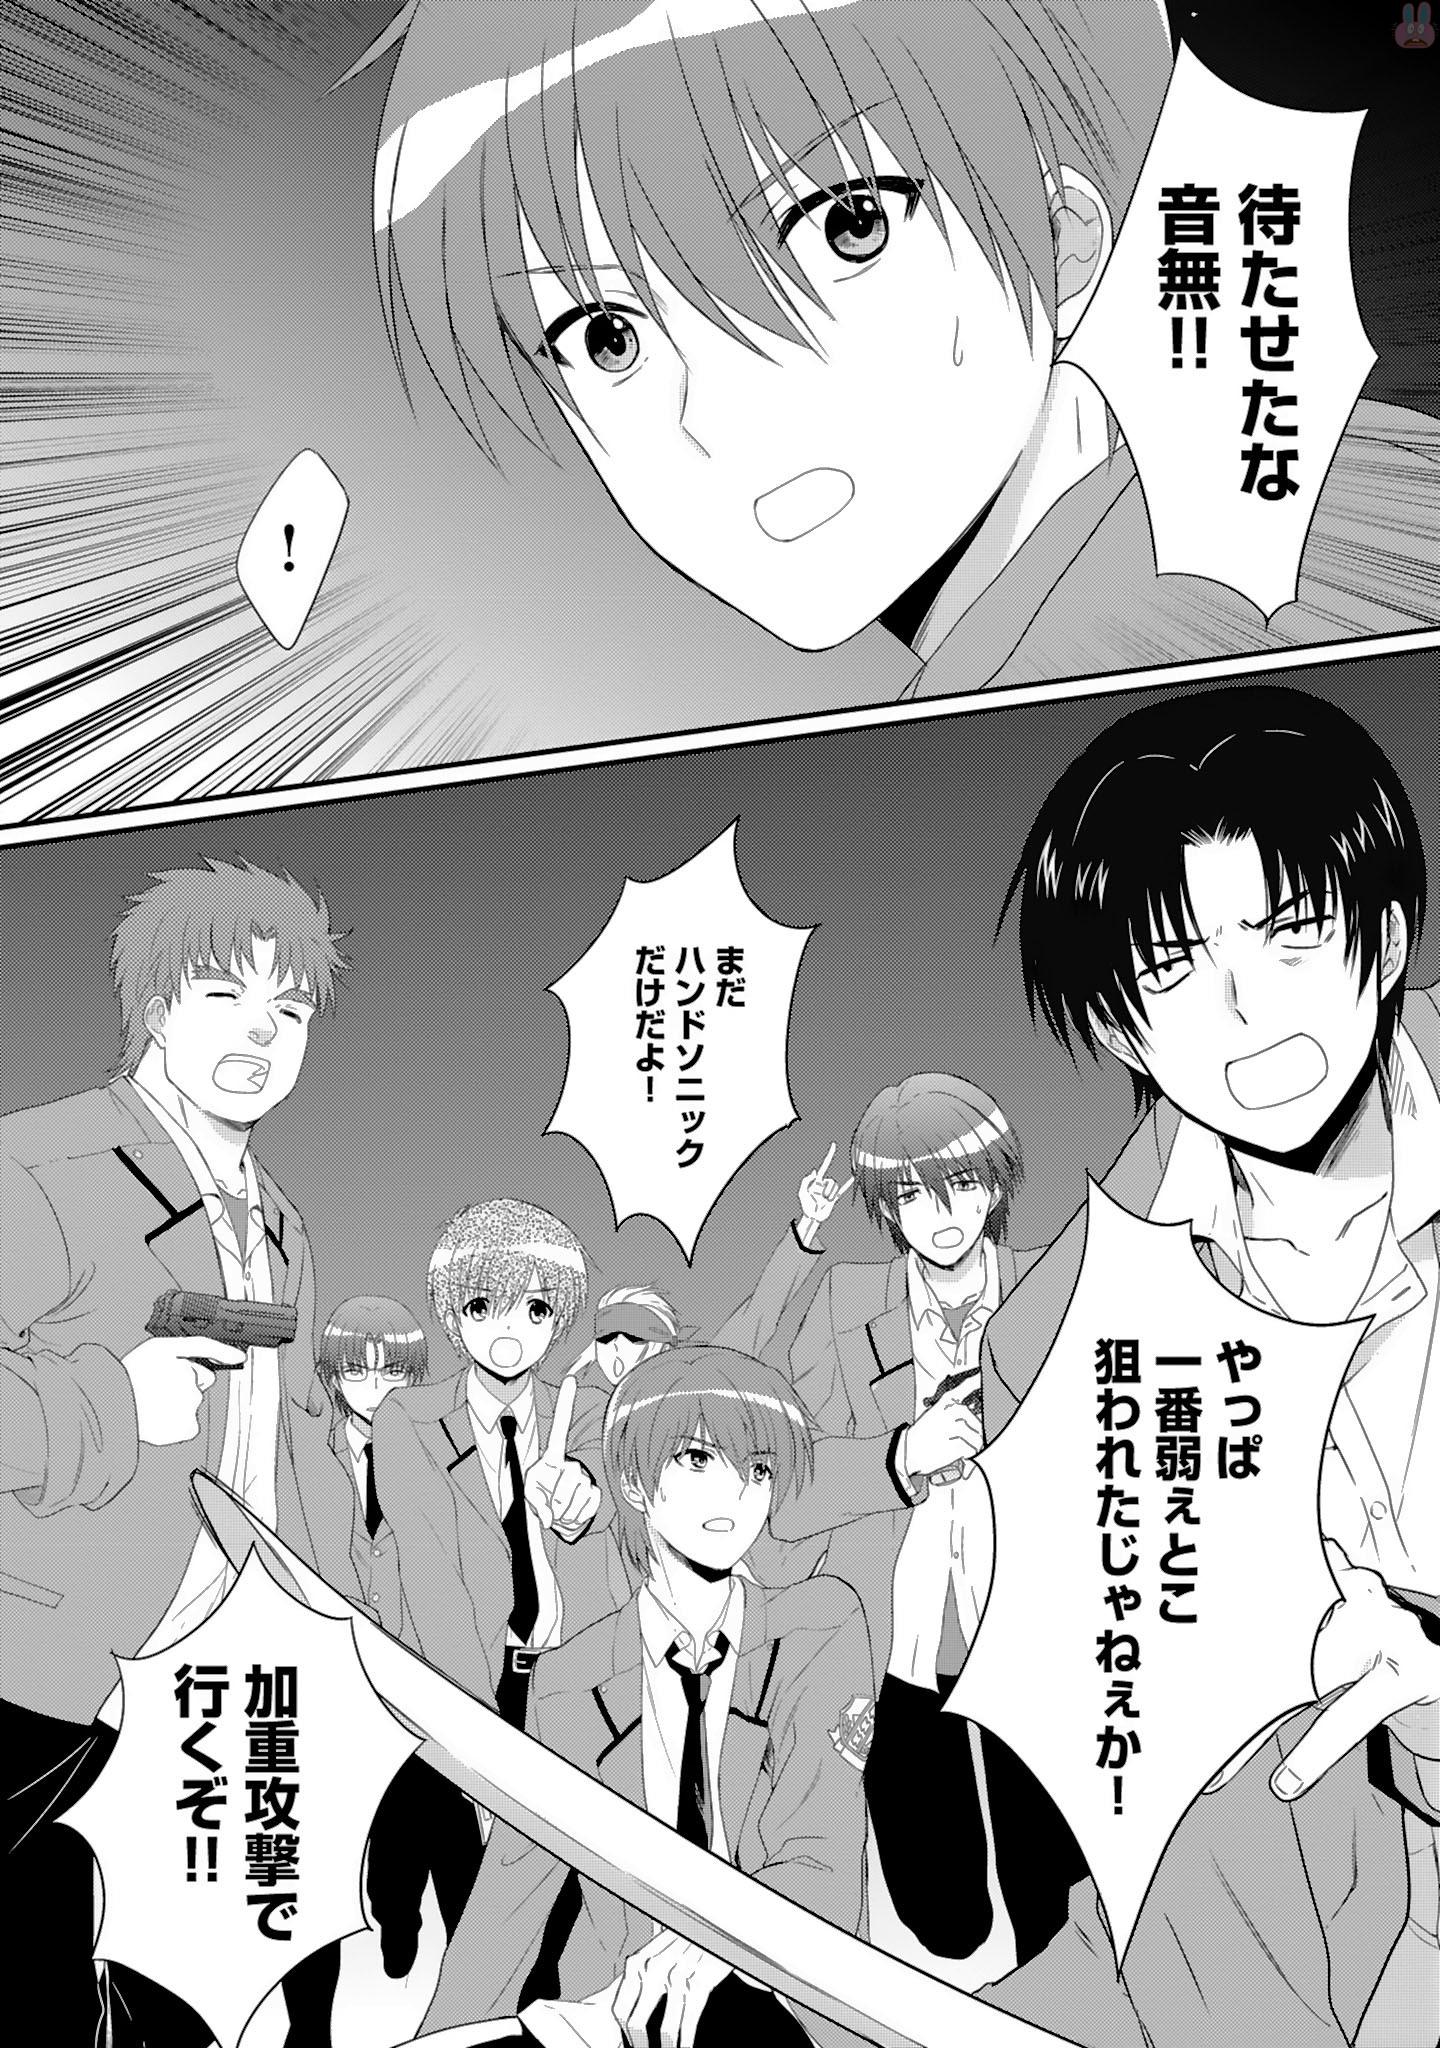 待たせたな
音無!!
!
やっぱ
一番弱ぇとこ
狙われたじゃねぇか!
まだ
ハンドソニック
だけだよ!
加重攻撃で
行くぞ!!